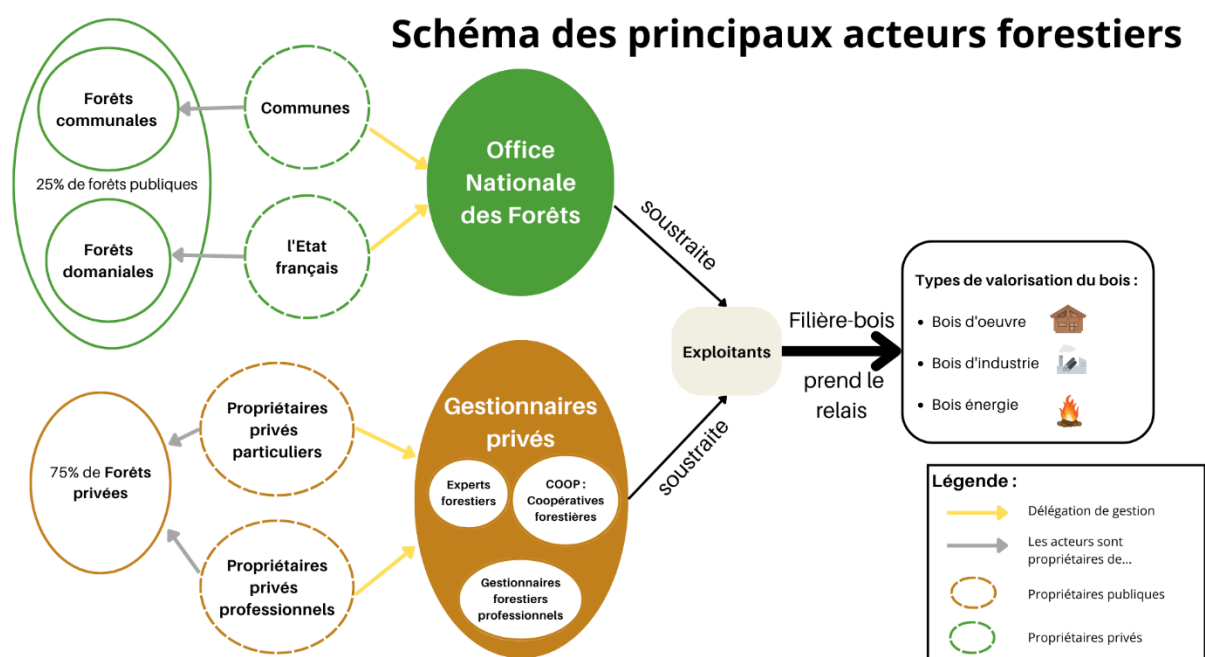 Schéma des principaux acteurs forestiers
Forêts
communales
25% de forêts publiques
Forêts
domaniales
Communes
l'Etat
français
Office
Nationale
des Forêts
soustraite
75% de Forêts
privées
Propriétaires
privés
particuliers
Propriétaires
privés
professionnels
Gestionnaires
privés
Experts
forestiers
COOP :
Coopératives
forestières
Gestionnaires
forestiers
professionnels
soustraite
Exploitants
Filière-bois
prend le
relais
Types de valorisation du bois :
• Bois d'oeuvre
• Bois d'industrie
• Bois énergie
Légende :
Délégation de gestion
Les acteurs sont
propriétaires de...
Propriétaires publiques
Propriétaires privés